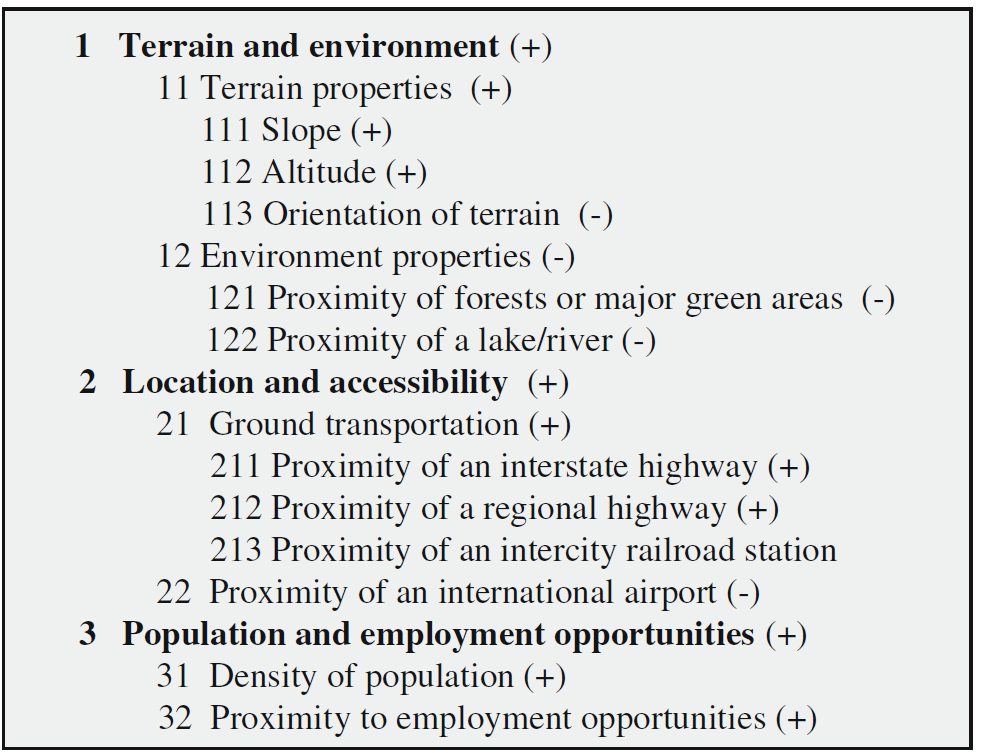 1 Terrain and environment (+)
11 Terrain properties (+)
111 Slope (+)
112 Altitude (+)
113 Orientation of terrain (-)
12 Environment properties (-)
121 Proximity of forests or major green areas (-)
122 Proximity of a lake/river (-)
2 Location and accessibility (+)
21 Ground transportation (+)
211 Proximity of an interstate highway (+)
212 Proximity of a regional highway (+)
213 Proximity of an intercity railroad station
22 Proximity of an international airport (-)
3 Population and employment opportunities (+)
31 Density of population (+)
32 Proximity to employment opportunities (+)